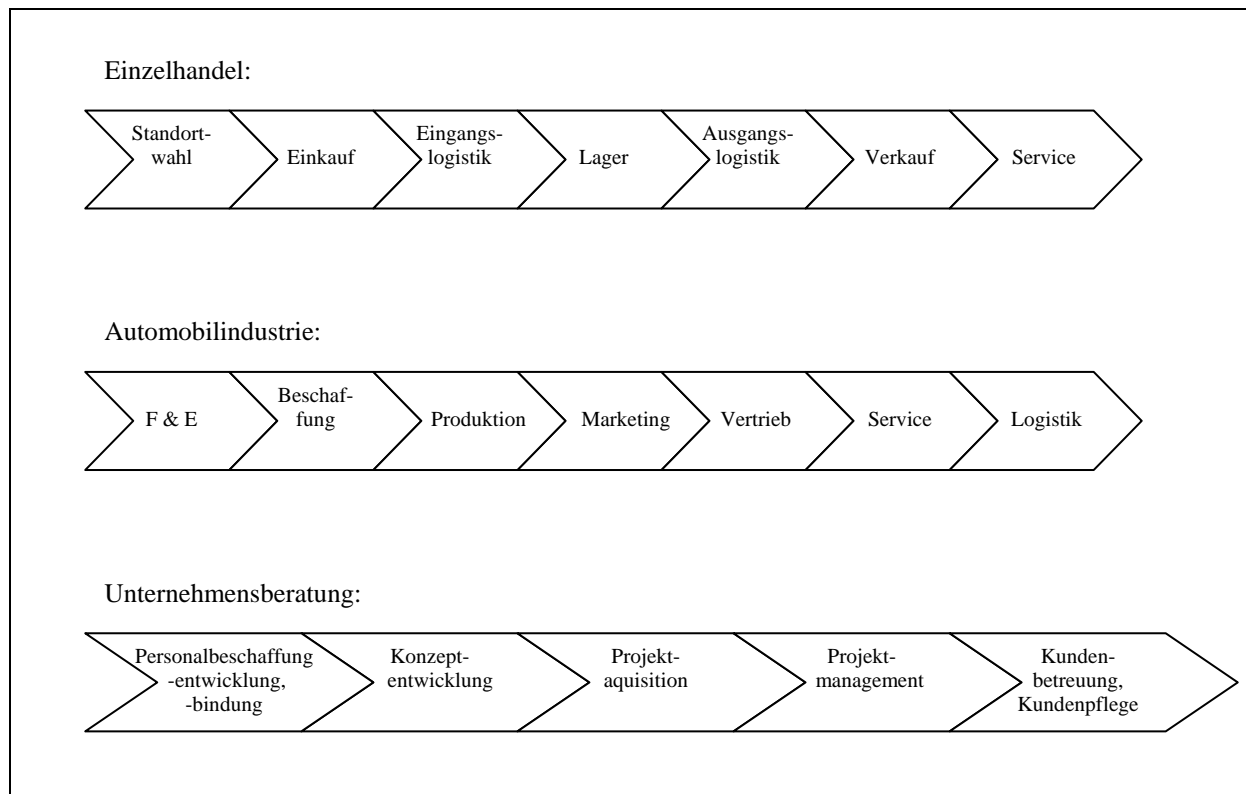 Einzelhandel:
Standort-
wahl
Einkauf
Eingangs-
logistik
Lager
Ausgangs-
logistik
Verkauf
Service
Automobilindustrie:
F & E
Beschaf-
fung
Produktion
Marketing
Vertrieb
Service
Logistik
Unternehmensberatung:
Personalbeschaffung
-entwicklung,
-bindung
Konzept-
entwicklung
Projekt-
aquisition
Projekt-
management
Kunden-
betreuung,
Kundenpflege